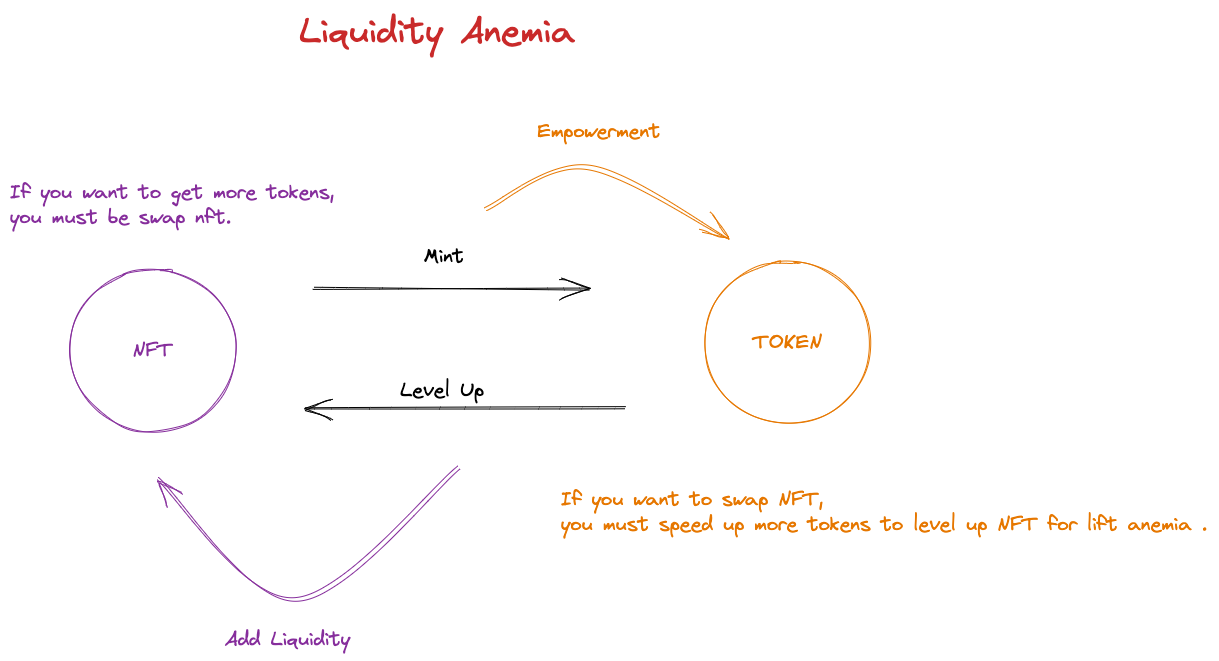 Liquidity Anemia
Empowerment
If you want to get more tokens,
you must be swap nft.
Mint
NFT
TOKEN
Level Up
If you want to swap NFT,
you must speed up more tokens to level up NFT for lift anemia .
Add Liquidity